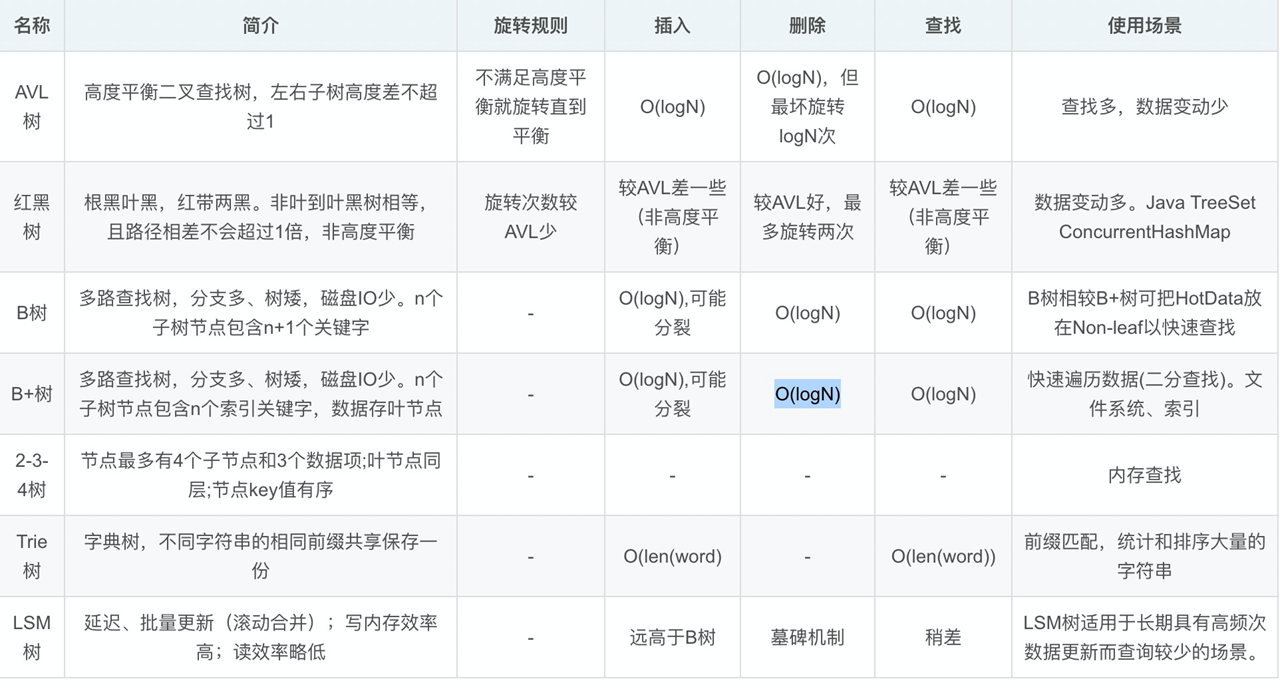 名称 简介 旋转规则 插入 删除 查找 使用场景
AVL
树
高度平衡二叉查找树，左右子树高度差不超
过1
不满足高度平
衡就旋转直到
平衡
O(logN)
O(logN)，但
最坏旋转
logN次
O(logN)
查找多，数据变动少
红黑
树
根黑叶黑，红带两黑。非叶到叶黑树相等，
且路径相差不会超过1倍，非高度平衡
旋转次数较
AVL少
较AVL差一些
（非高度平
衡）
较AVL好，最
多旋转两次
较AVL差一些
（非高度平
衡）
数据变动多。Java TreeSet
ConcurrentHashMap
B树
多路查找树，分支多、树矮，磁盘IO少。n个
子树节点包含n+1个关键字
-
O(logN),可能
分裂
O(logN)
O(logN)
B树相较B+树可把HotData放
在Non-leaf以快速查找
B+树
多路查找树，分支多、树矮，磁盘IO少。n个
子树节点包含n个索引关键字，数据存叶节点
-
O(logN),可能
分裂
O(logN)
O(logN)
快速遍历数据(二分查找)。文
件系统、索引
2-3-
4树
节点最多有4个子节点和3个数据项;叶节点同
层;节点key值有序
-
-
-
-
内存查找
Trie
树
字典树，不同字符串的相同前缀共享保存一
份
-
O(len(word)
-
O(len(word))
前缀匹配，统计和排序大量的
字符串
LSM
树
延迟、批量更新（滚动合并）；写内存效率
高；读效率略低
-
远高于B树
墓碑机制
稍差
LSM树适用于长期具有高频次
数据更新而查询较少的场景。